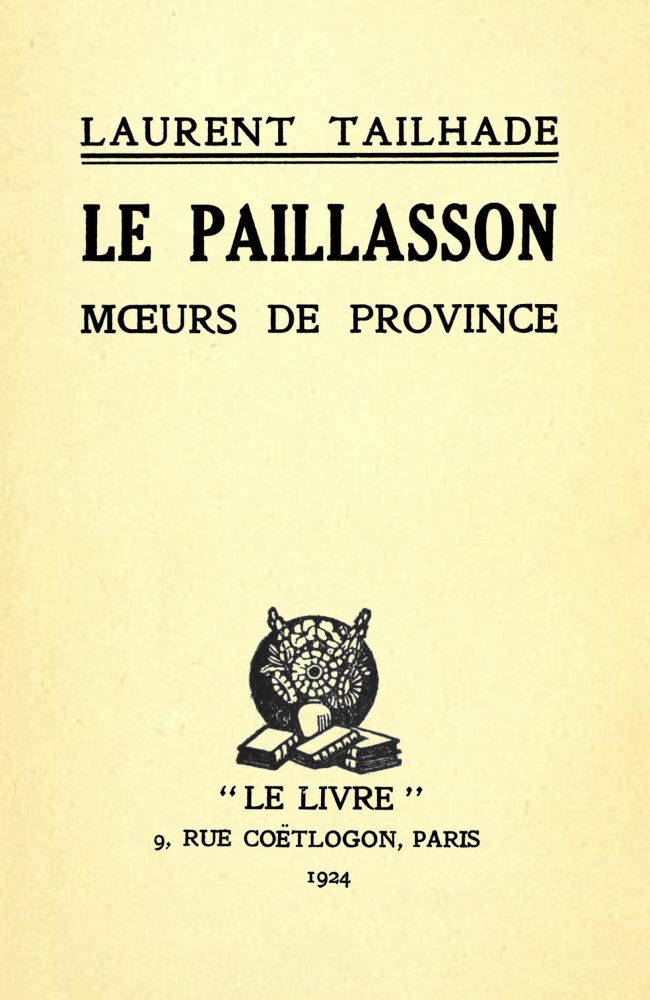 LAURENT TAILHADE
LE PAILLASSON
MŒURS DE PROVINCE
“ LE LIVRE ”
9, RUE COËTLOGON, PARIS
1924